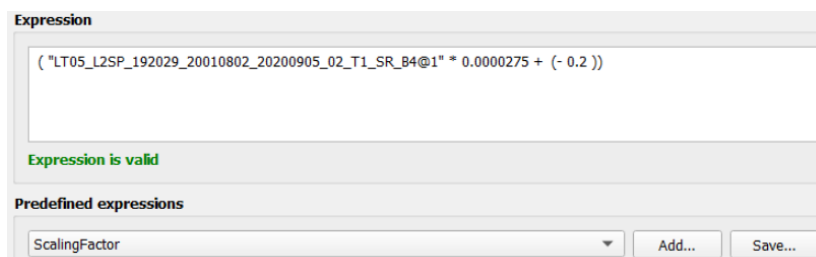 Expression
( "LT05_L2SP_192029_20010802_20200905_02_T1_SR_B4@1" * 0.0000275 + (- 0.2 ))
Expression is valid
Predefined expressions
ScalingFactor Add... Save...